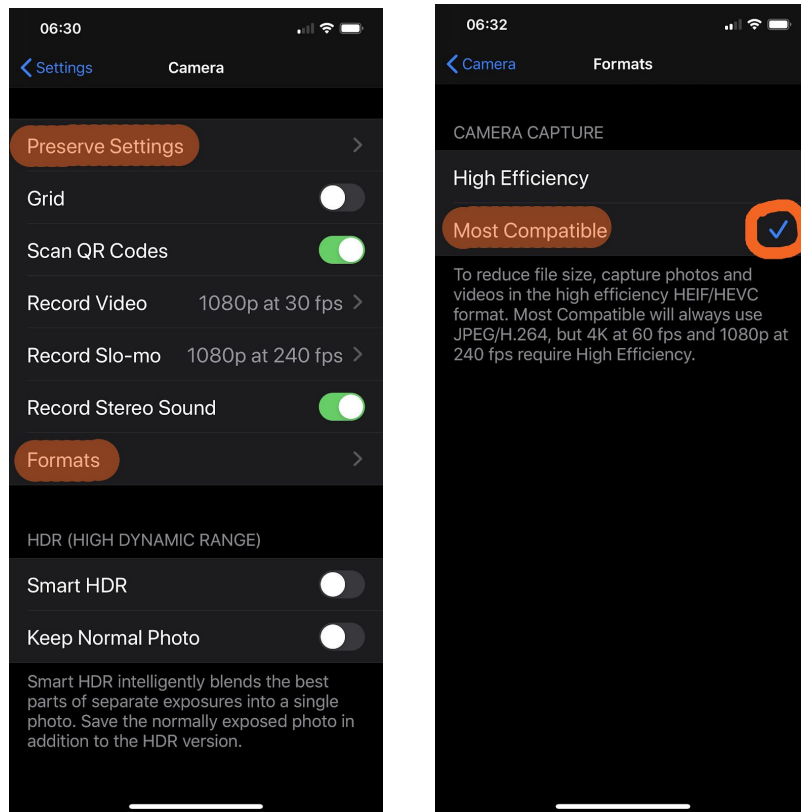 06:30
Settings
Camera
Preserve Settings
Grid
Scan QR Codes
Record Video 1080p at 30 fps
Record Slo-mo 1080p at 240 fps
Record Stereo Sound
Formats
HDR (HIGH DYNAMIC RANGE)
Smart HDR
Keep Normal Photo
Smart HDR intelligently blends the best
parts of separate exposures into a single
photo. Save the normally exposed photo in
addition to the HDR version.
06:32
Camera
Formats
CAMERA CAPTURE
High Efficiency
Most Compatible
To reduce file size, capture photos and
videos in the high efficiency HEIF/HEVC
format. Most Compatible will always use
JPEG/H.264, but 4K at 60 fps and 1080p at
240 fps require High Efficiency.